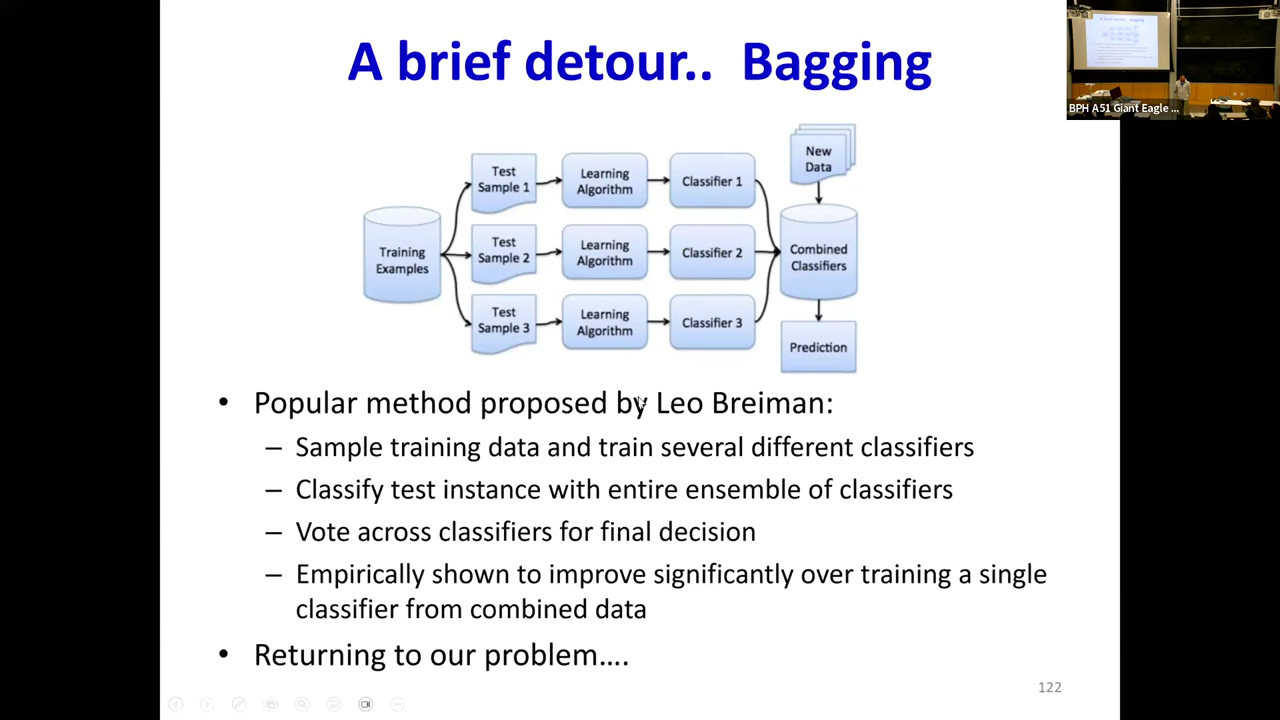 A brief detour.. Bagging
BPH A51 Giant Eagle ...
Training
Examples
Test
Sample 1
Learning
Algorithm
Classifier 1
Test
Sample 2
Learning
Algorithm
Classifier 2
Test
Sample 3
Learning
Algorithm
Classifier 3
New
Data
Combined
Classifiers
Prediction
• Popular method proposed by Leo Breiman:
– Sample training data and train several different classifiers
– Classify test instance with entire ensemble of classifiers
– Vote across classifiers for final decision
– Empirically shown to improve significantly over training a single
classifier from combined data
• Returning to our problem....
122